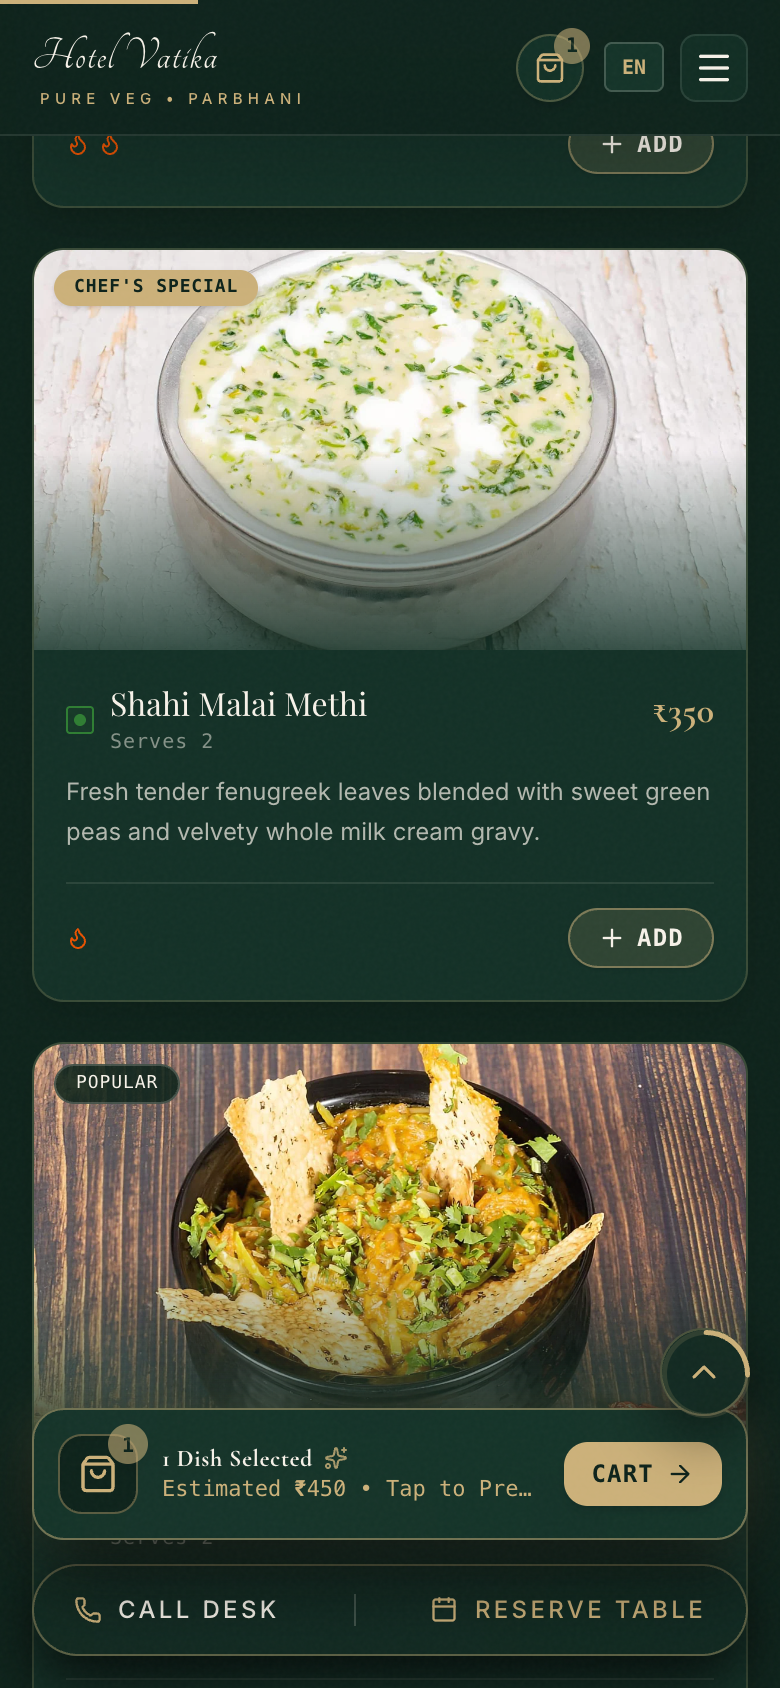 Hotel Vatika
PURE VEG • PARBHANI
1
EN
+ ADD
CHEF'S SPECIAL
Shahi Malai Methi
₹350
Serves 2
Fresh tender fenugreek leaves blended with sweet green
peas and velvety whole milk cream gravy.
+ ADD
POPULAR
1
1 Dish Selected
Estimated ₹450 • Tap to Pre…
CART →
Serves 2
CALL DESK
RESERVE TABLE